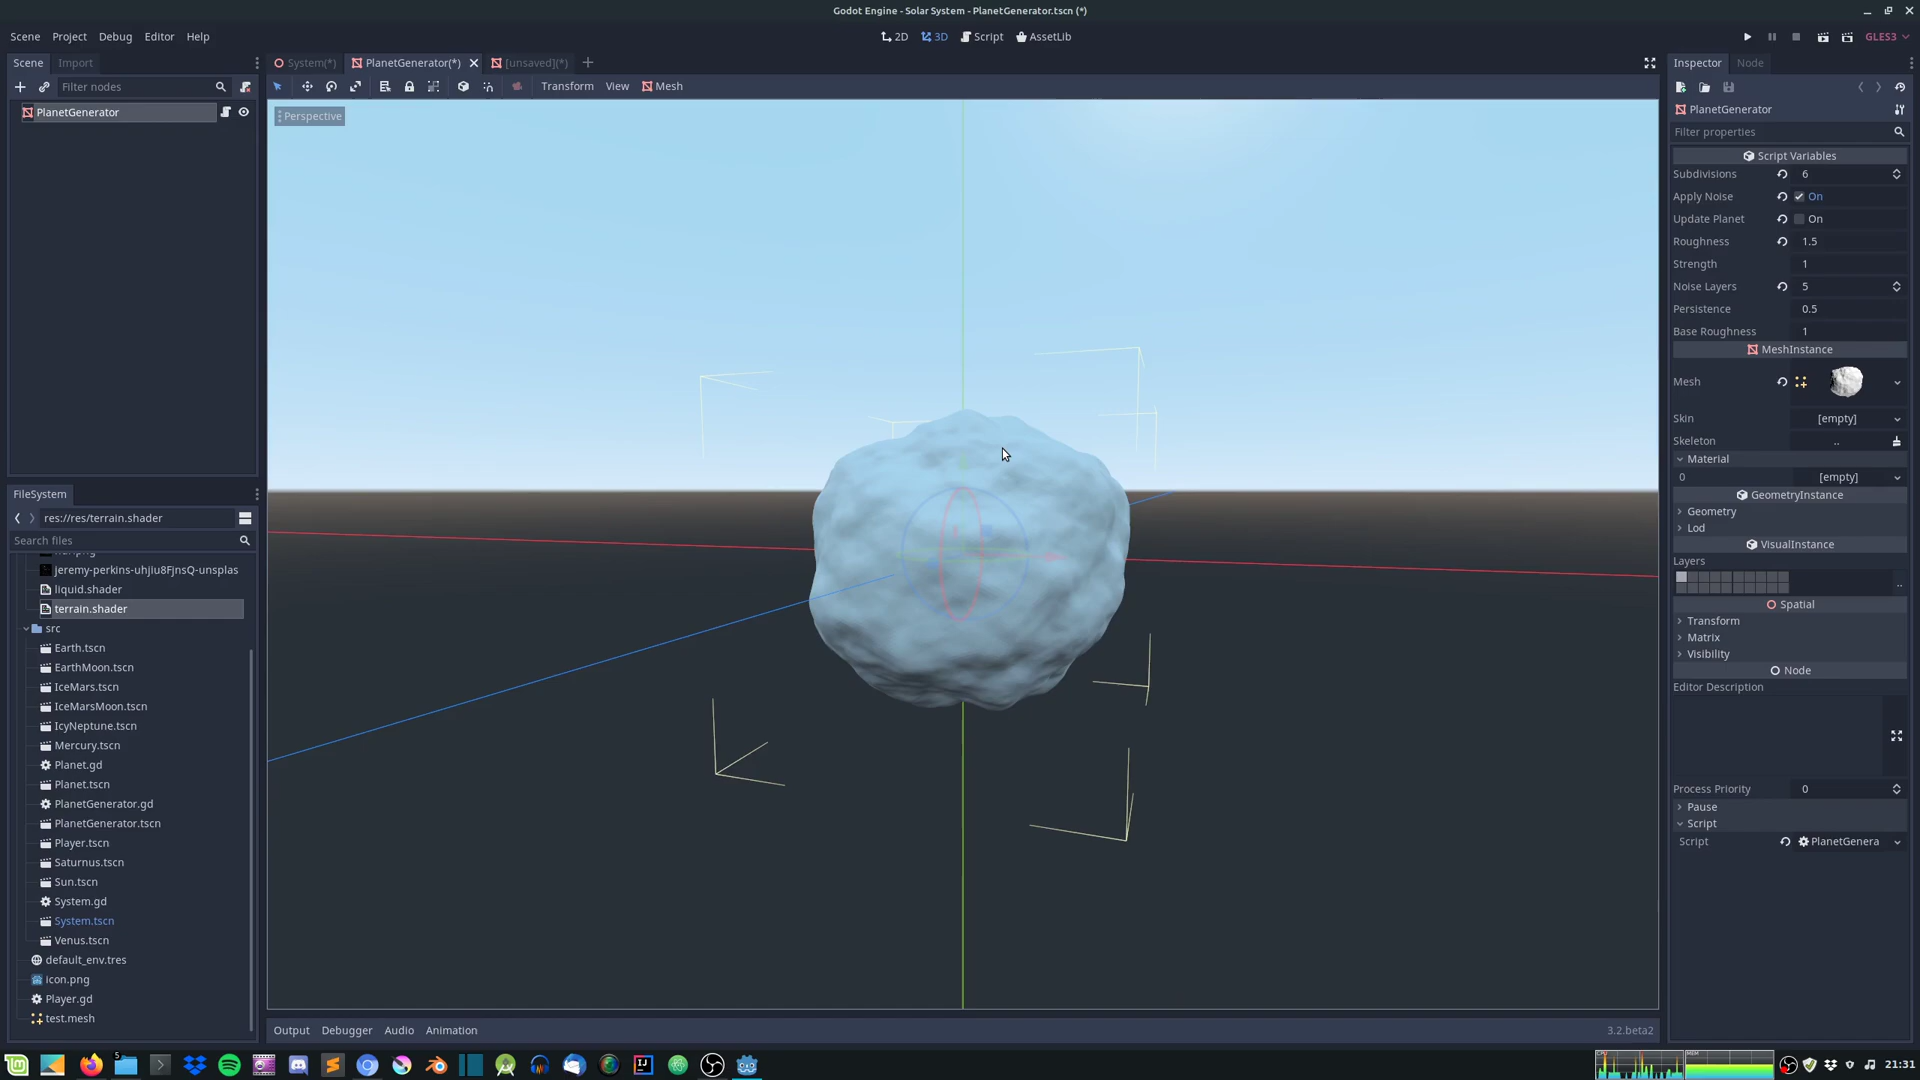 Godot Engine - Solar System - PlanetGenerator.tscn (*)
Scene Project Debug Editor Help
2D 3D Script AssetLib
GLES3
Scene Import
System(*) PlanetGenerator(*) [unsaved](*)
Inspector Node
Filter nodes
Transform View Mesh
PlanetGenerator
Perspective
PlanetGenerator
Filter properties
Script Variables
Subdivisions 6
Apply Noise On
Update Planet On
Roughness 1.5
Strength 1
Noise Layers 5
Persistence 0.5
Base Roughness 1
MeshInstance
Mesh
Skin [empty]
Skeleton ..
Material
0 [empty]
GeometryInstance
Geometry
Lod
VisualInstance
Layers
..
Spatial
Transform
Matrix
Visibility
Node
Editor Description
Process Priority 0
Pause
Script
Script PlanetGenera
FileSystem
res://res/terrain.shader
Search files
jeremy-perkins-uhjiu8FjnsQ-unsplas
liquid.shader
terrain.shader
src
Earth.tscn
EarthMoon.tscn
IceMars.tscn
IceMarsMoon.tscn
IcyNeptune.tscn
Mercury.tscn
Planet.gd
Planet.tscn
PlanetGenerator.gd
PlanetGenerator.tscn
Player.tscn
Saturnus.tscn
Sun.tscn
System.gd
System.tscn
Venus.tscn
default_env.tres
icon.png
Player.gd
test.mesh
Output Debugger Audio Animation
3.2.beta2
5
21:31